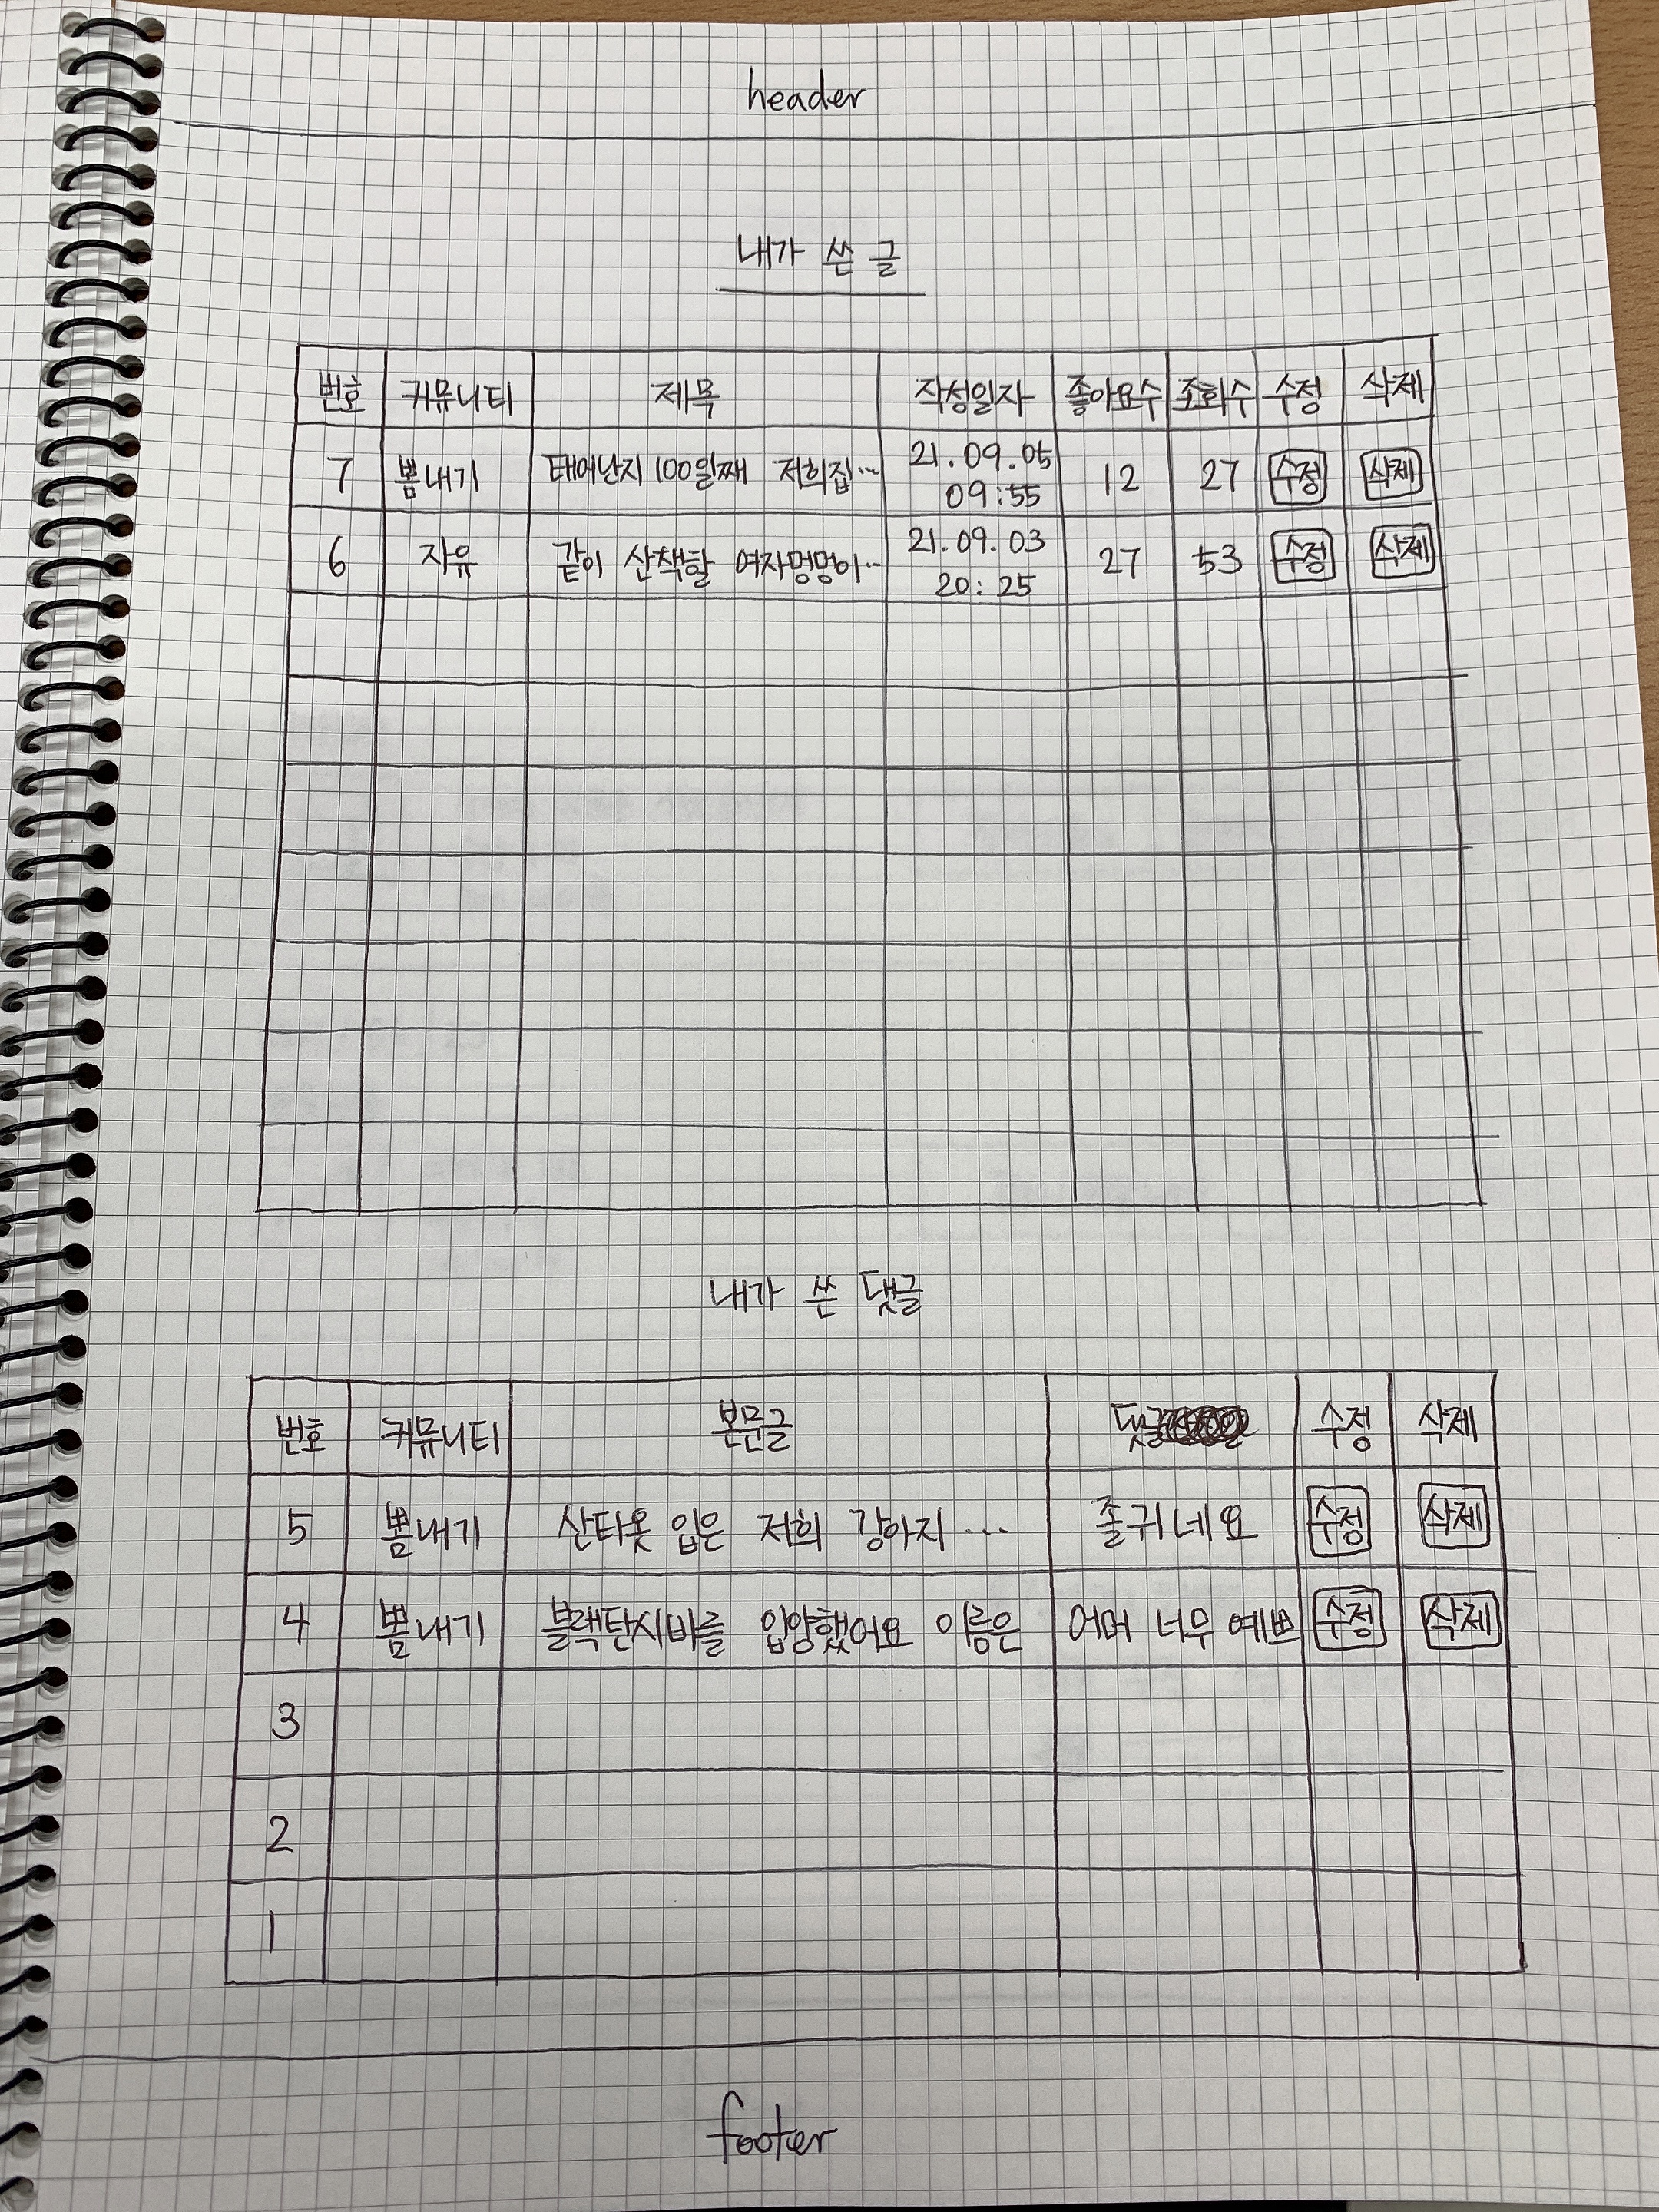 header
내가 쓴 글
번호 커뮤니티 제목 작성일자 좋아요수 조회수 수정 삭제
7 뽐내기 태어난지 100일째 저희집… 21.09.05 09:55 12 27 수정 삭제
6 자유 같이 산책할 여자멍멍이… 21.09.03 20:25 27 53 수정 삭제
내가 쓴 댓글
번호 커뮤니티 본문글 댓글 수정 삭제
5 뽐내기 산타옷 입은 저희 강아지 … 졸귀네요 수정 삭제
4 뽐내기 블랙탄시바를 입양했어요 이름은 어머 너무 예쁘 수정 삭제
3
2
1
footer